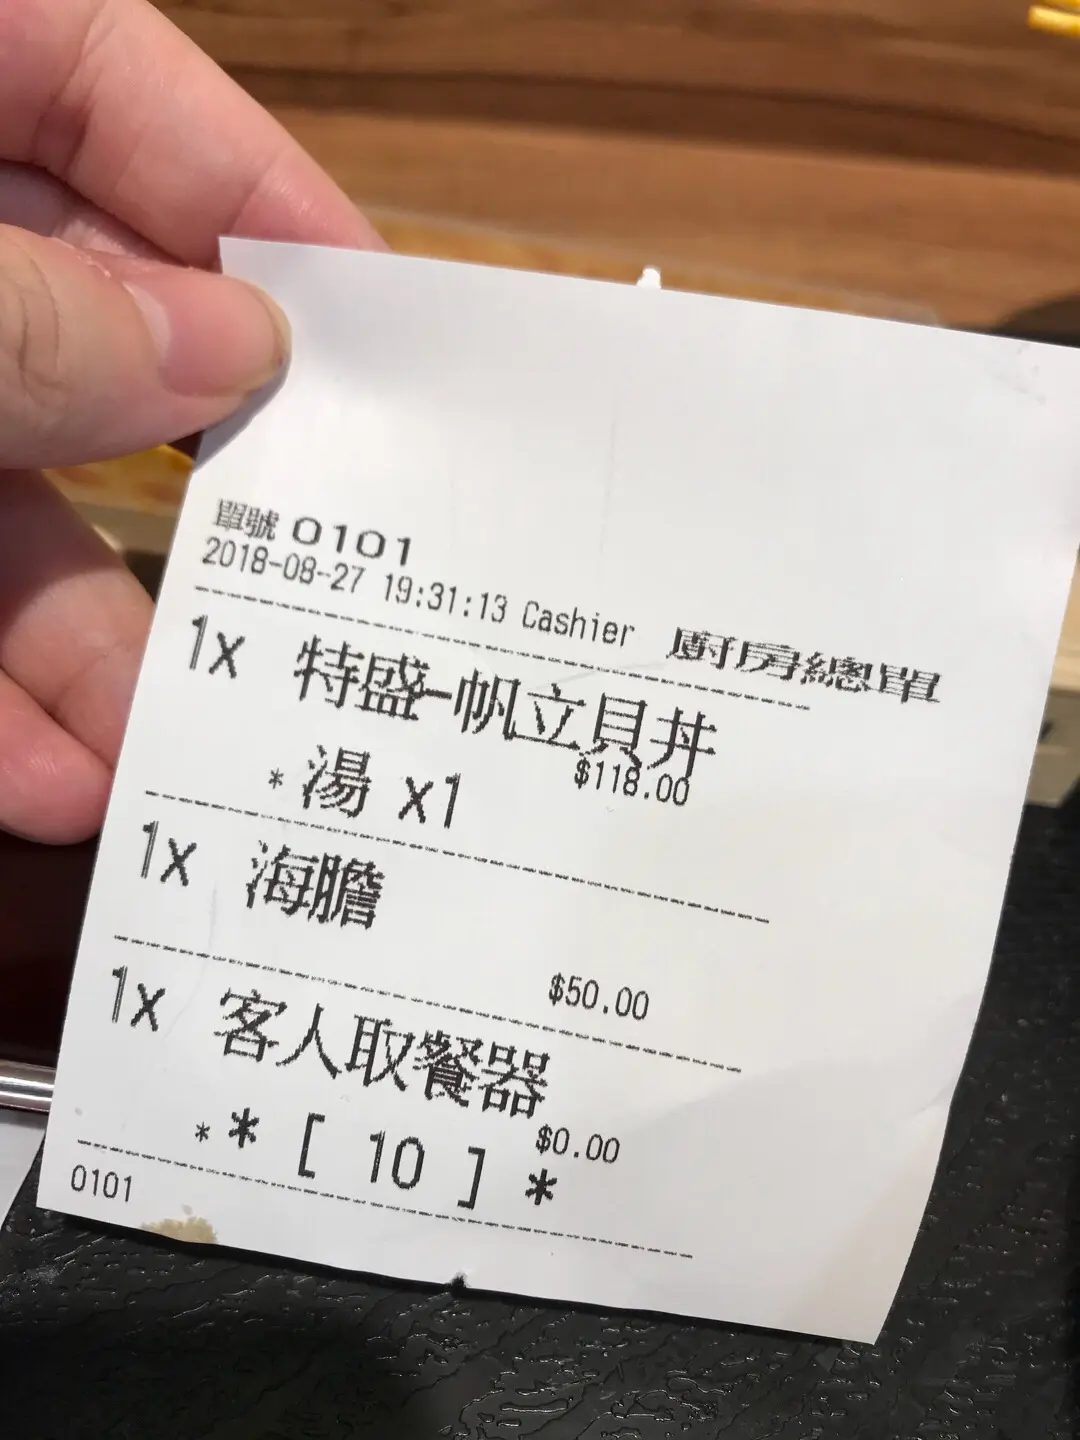 單號 0101
2018-08-27 19:31:13 Cashier 廚房總單
1x 特盛-帆立貝丼
$118.00
* 湯 x1
1x 海膽
$50.00
1x 客人取餐器
$0.00
* * [ 10 ] *
0101